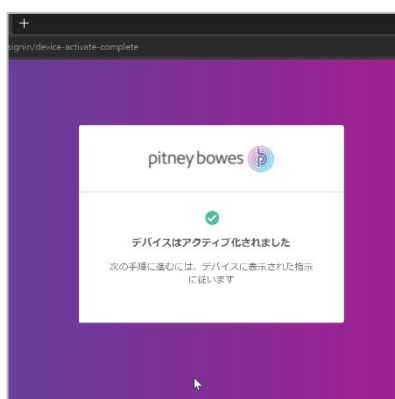 signin/device-activate-complete
pitney bowes
デバイスはアクティブ化されました
次の手順に進むには、デバイスに表示された指示
に従います